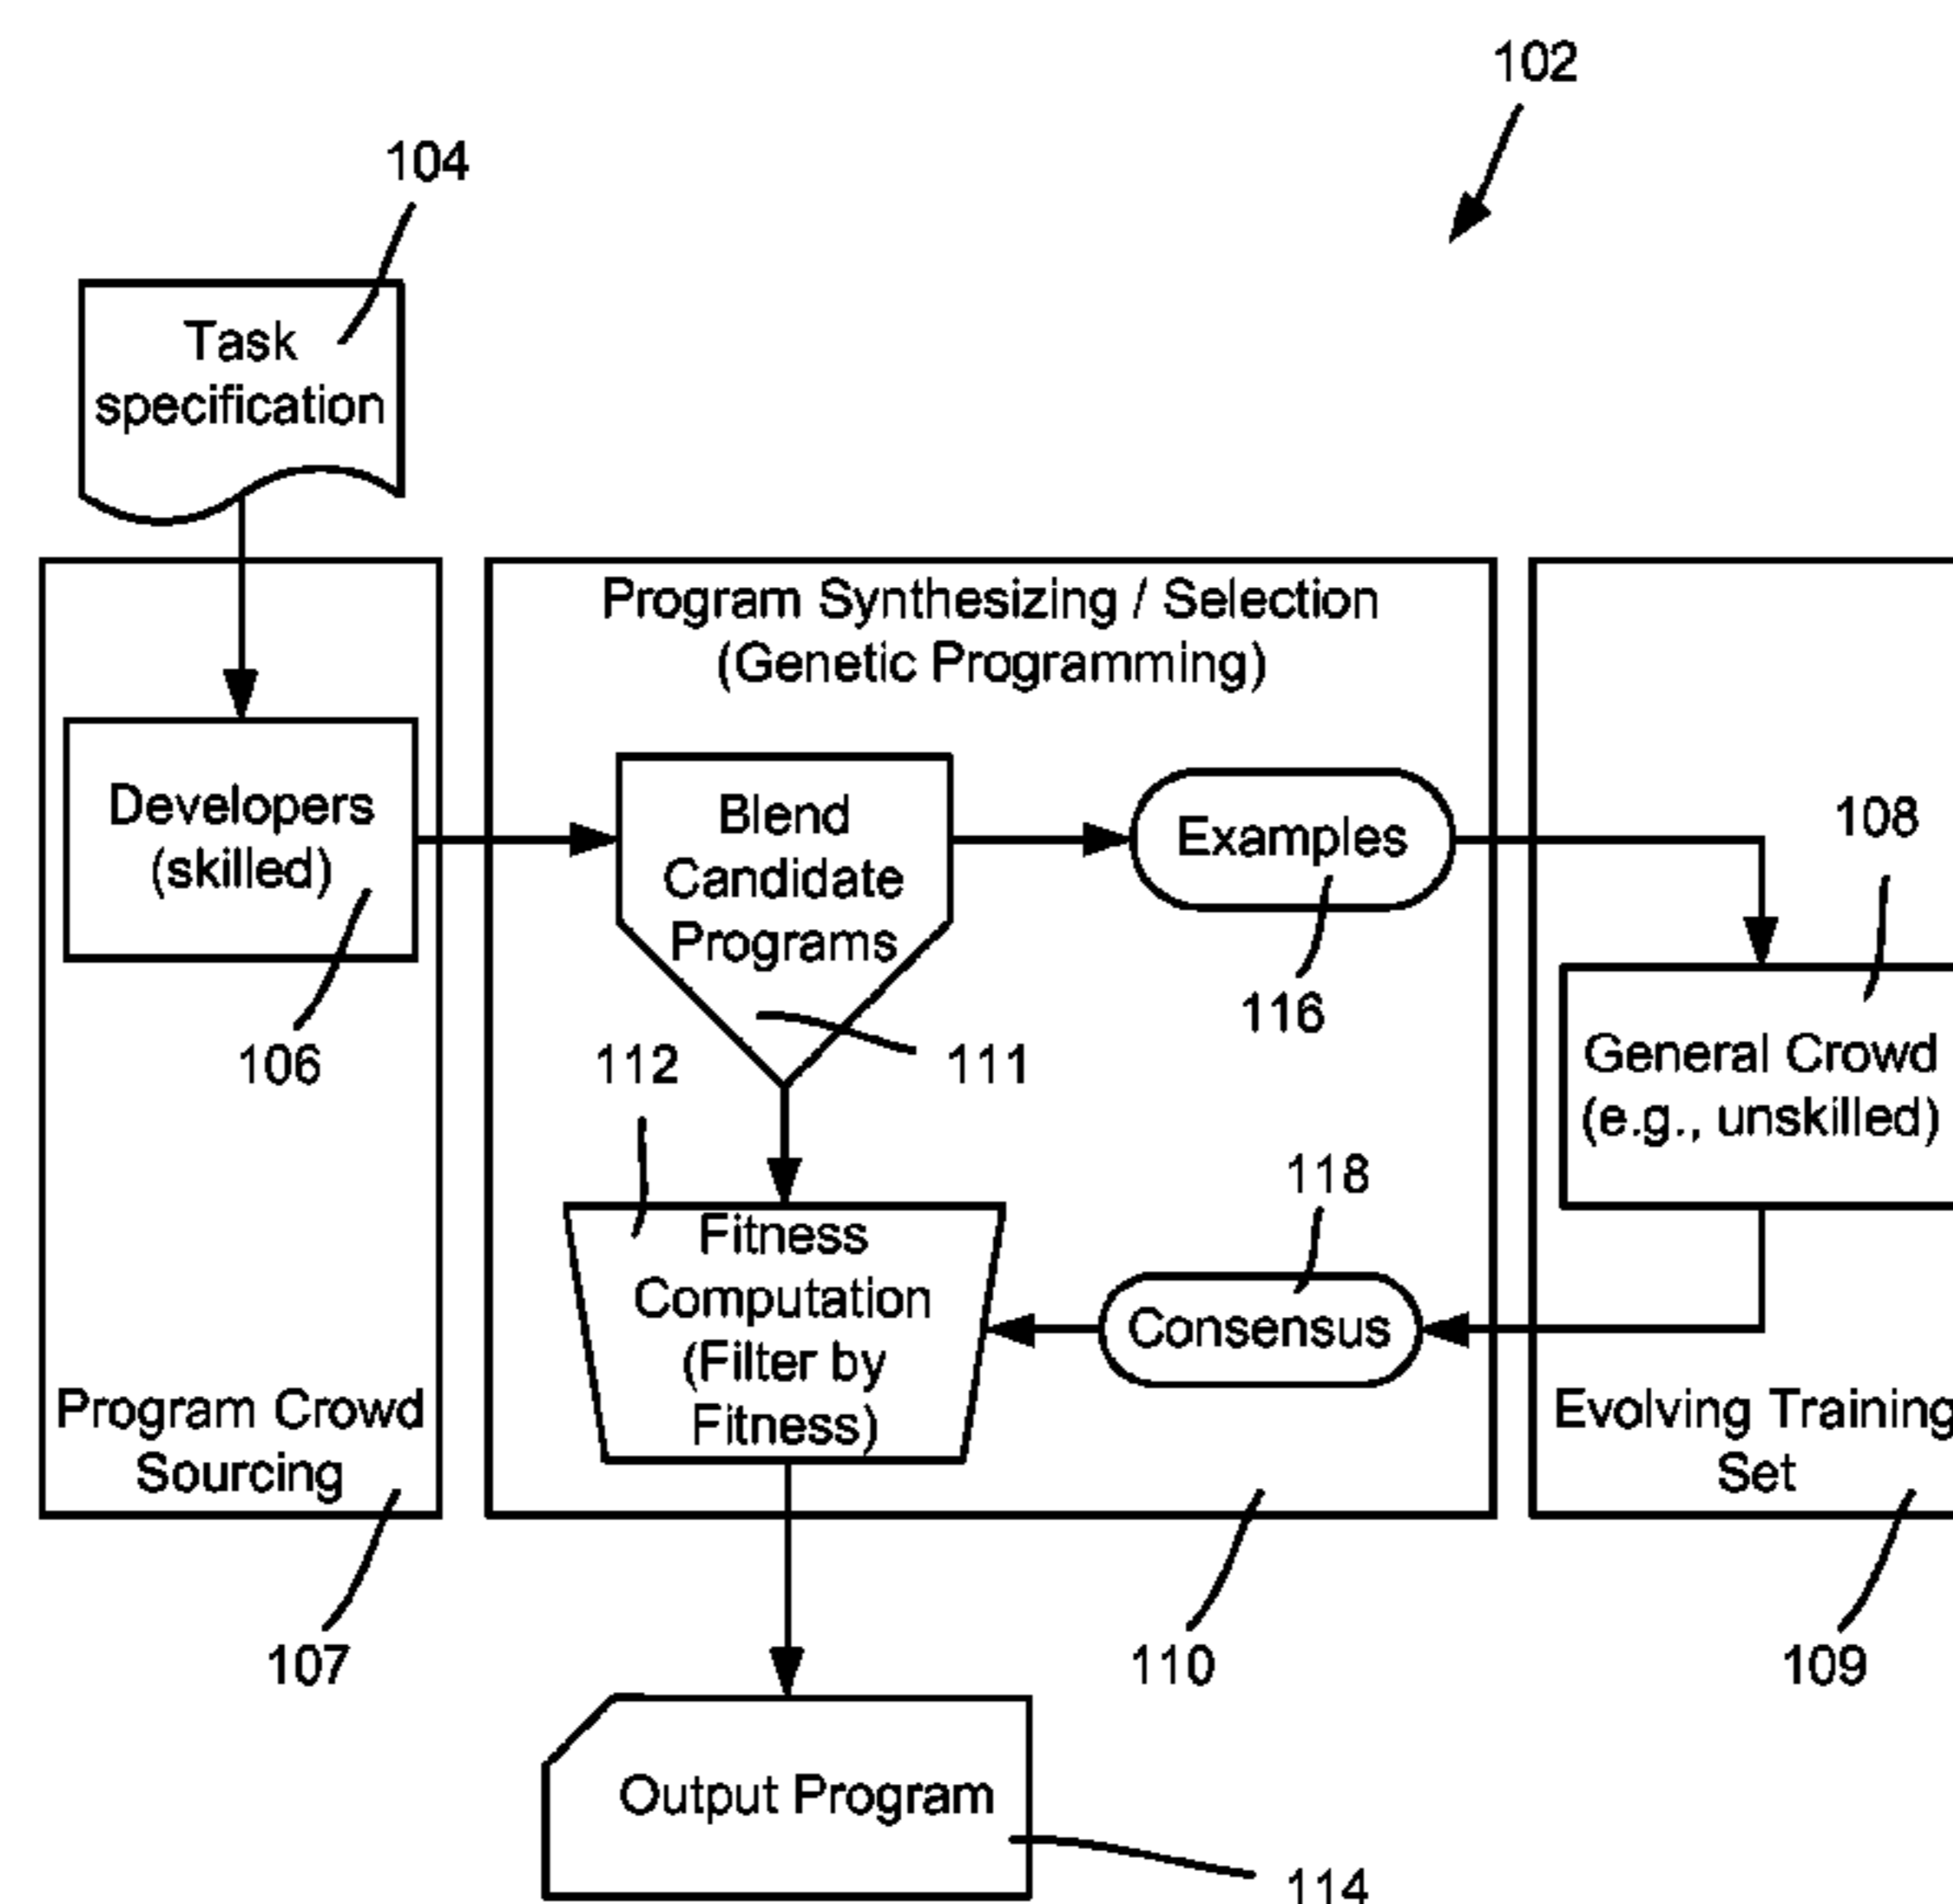 102
104
Task
specification
Program Synthesizing / Selection
(Genetic Programming)
Developers
(skilled)
106
Blend
Candidate
Programs
111
Examples
116
108
General Crowd
(e.g., unskilled)
112
Fitness
Computation
(Filter by
Fitness)
118
Consensus
Program Crowd
Sourcing
107
110
Evolving Training
Set
109
Output Program
114